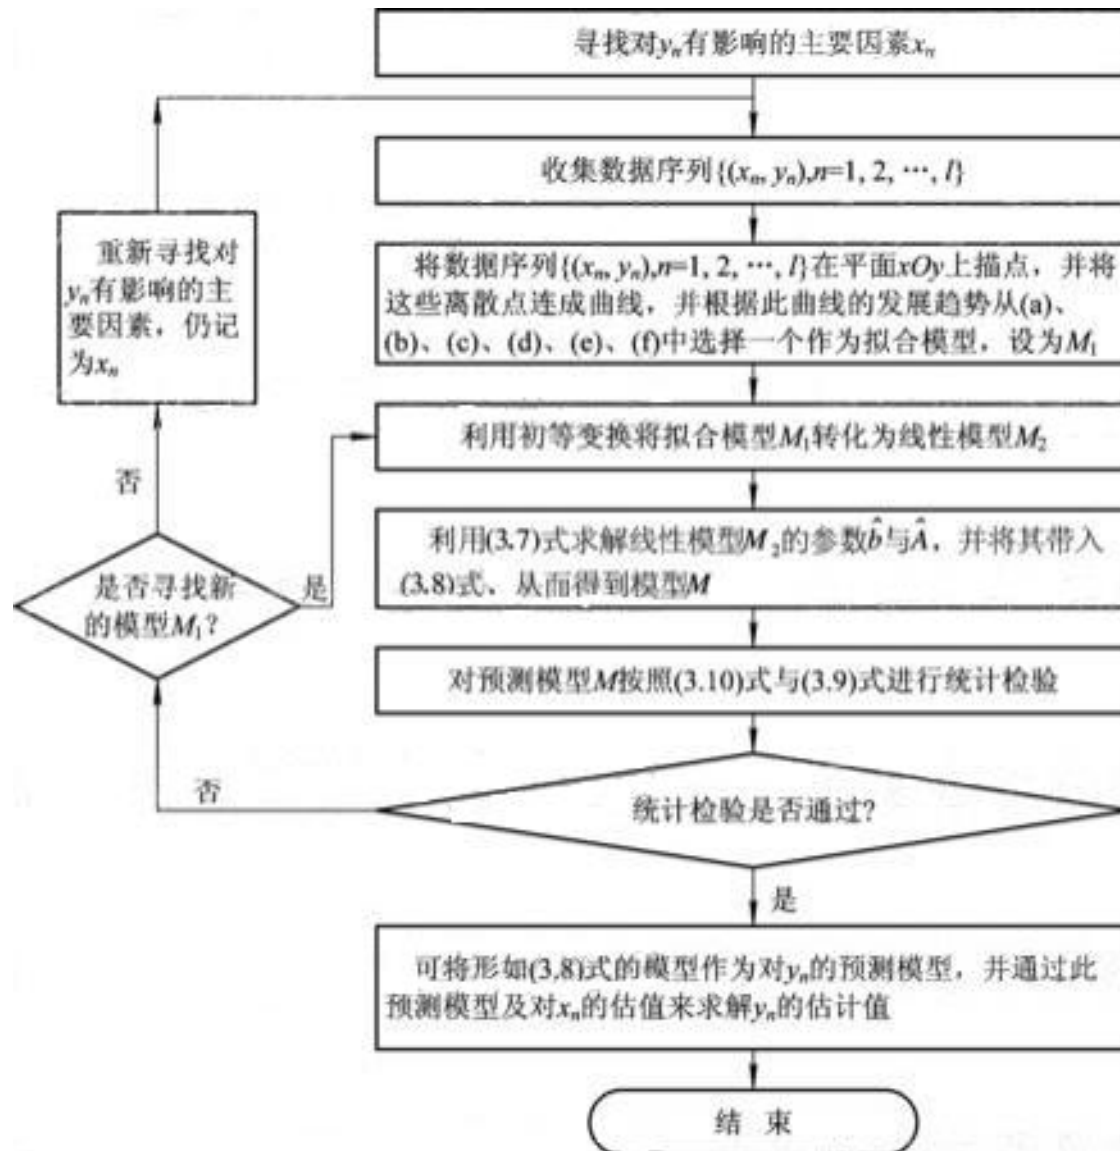 寻找对yₙ有影响的主要因素xₙ
收集数据序列{(xₙ, yₙ),n=1, 2, ⋯, l}
将数据序列{(xₙ, yₙ),n=1, 2, ⋯, l}在平面xOy上描点，并将
这些离散点连成曲线，并根据此曲线的发展趋势从(a)、
(b)、(c)、(d)、(e)、(f)中选择一个作为拟合模型，设为M₁
重新寻找对
yₙ有影响的主
要因素，仍记
为xₙ
利用初等变换将拟合模型M₁转化为线性模型M₂
否
利用(3.7)式求解线性模型M₂的参数b̂与Â，并将其带入
(3.8)式、从而得到模型M
是否寻找新
的模型M₁?
是
对预测模型M按照(3.10)式与(3.9)式进行统计检验
否
统计检验是否通过?
是
可将形如(3.8)式的模型作为对yₙ的预测模型，并通过此
预测模型及对xₙ的估值来求解yₙ的估计值
结 束